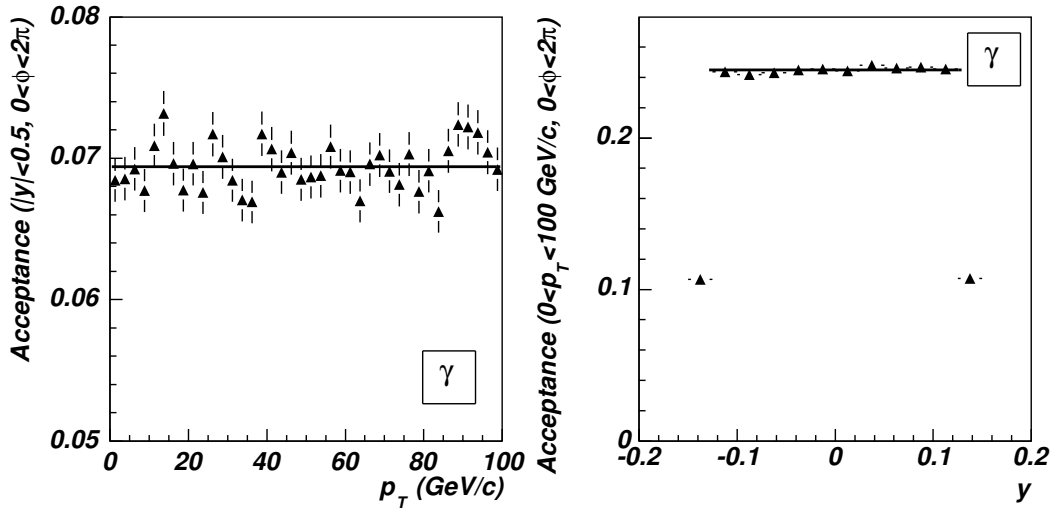 Acceptance (|y|<0.5, 0<ϕ<2π)
0.08
0.07
0.06
0.05
γ
0 20 40 60 80 100
p_T (GeV/c)
Acceptance (0<p_T<100 GeV/c, 0<ϕ<2π)
γ
0.2
0.1
0
-0.2 -0.1 0 0.1 0.2
y